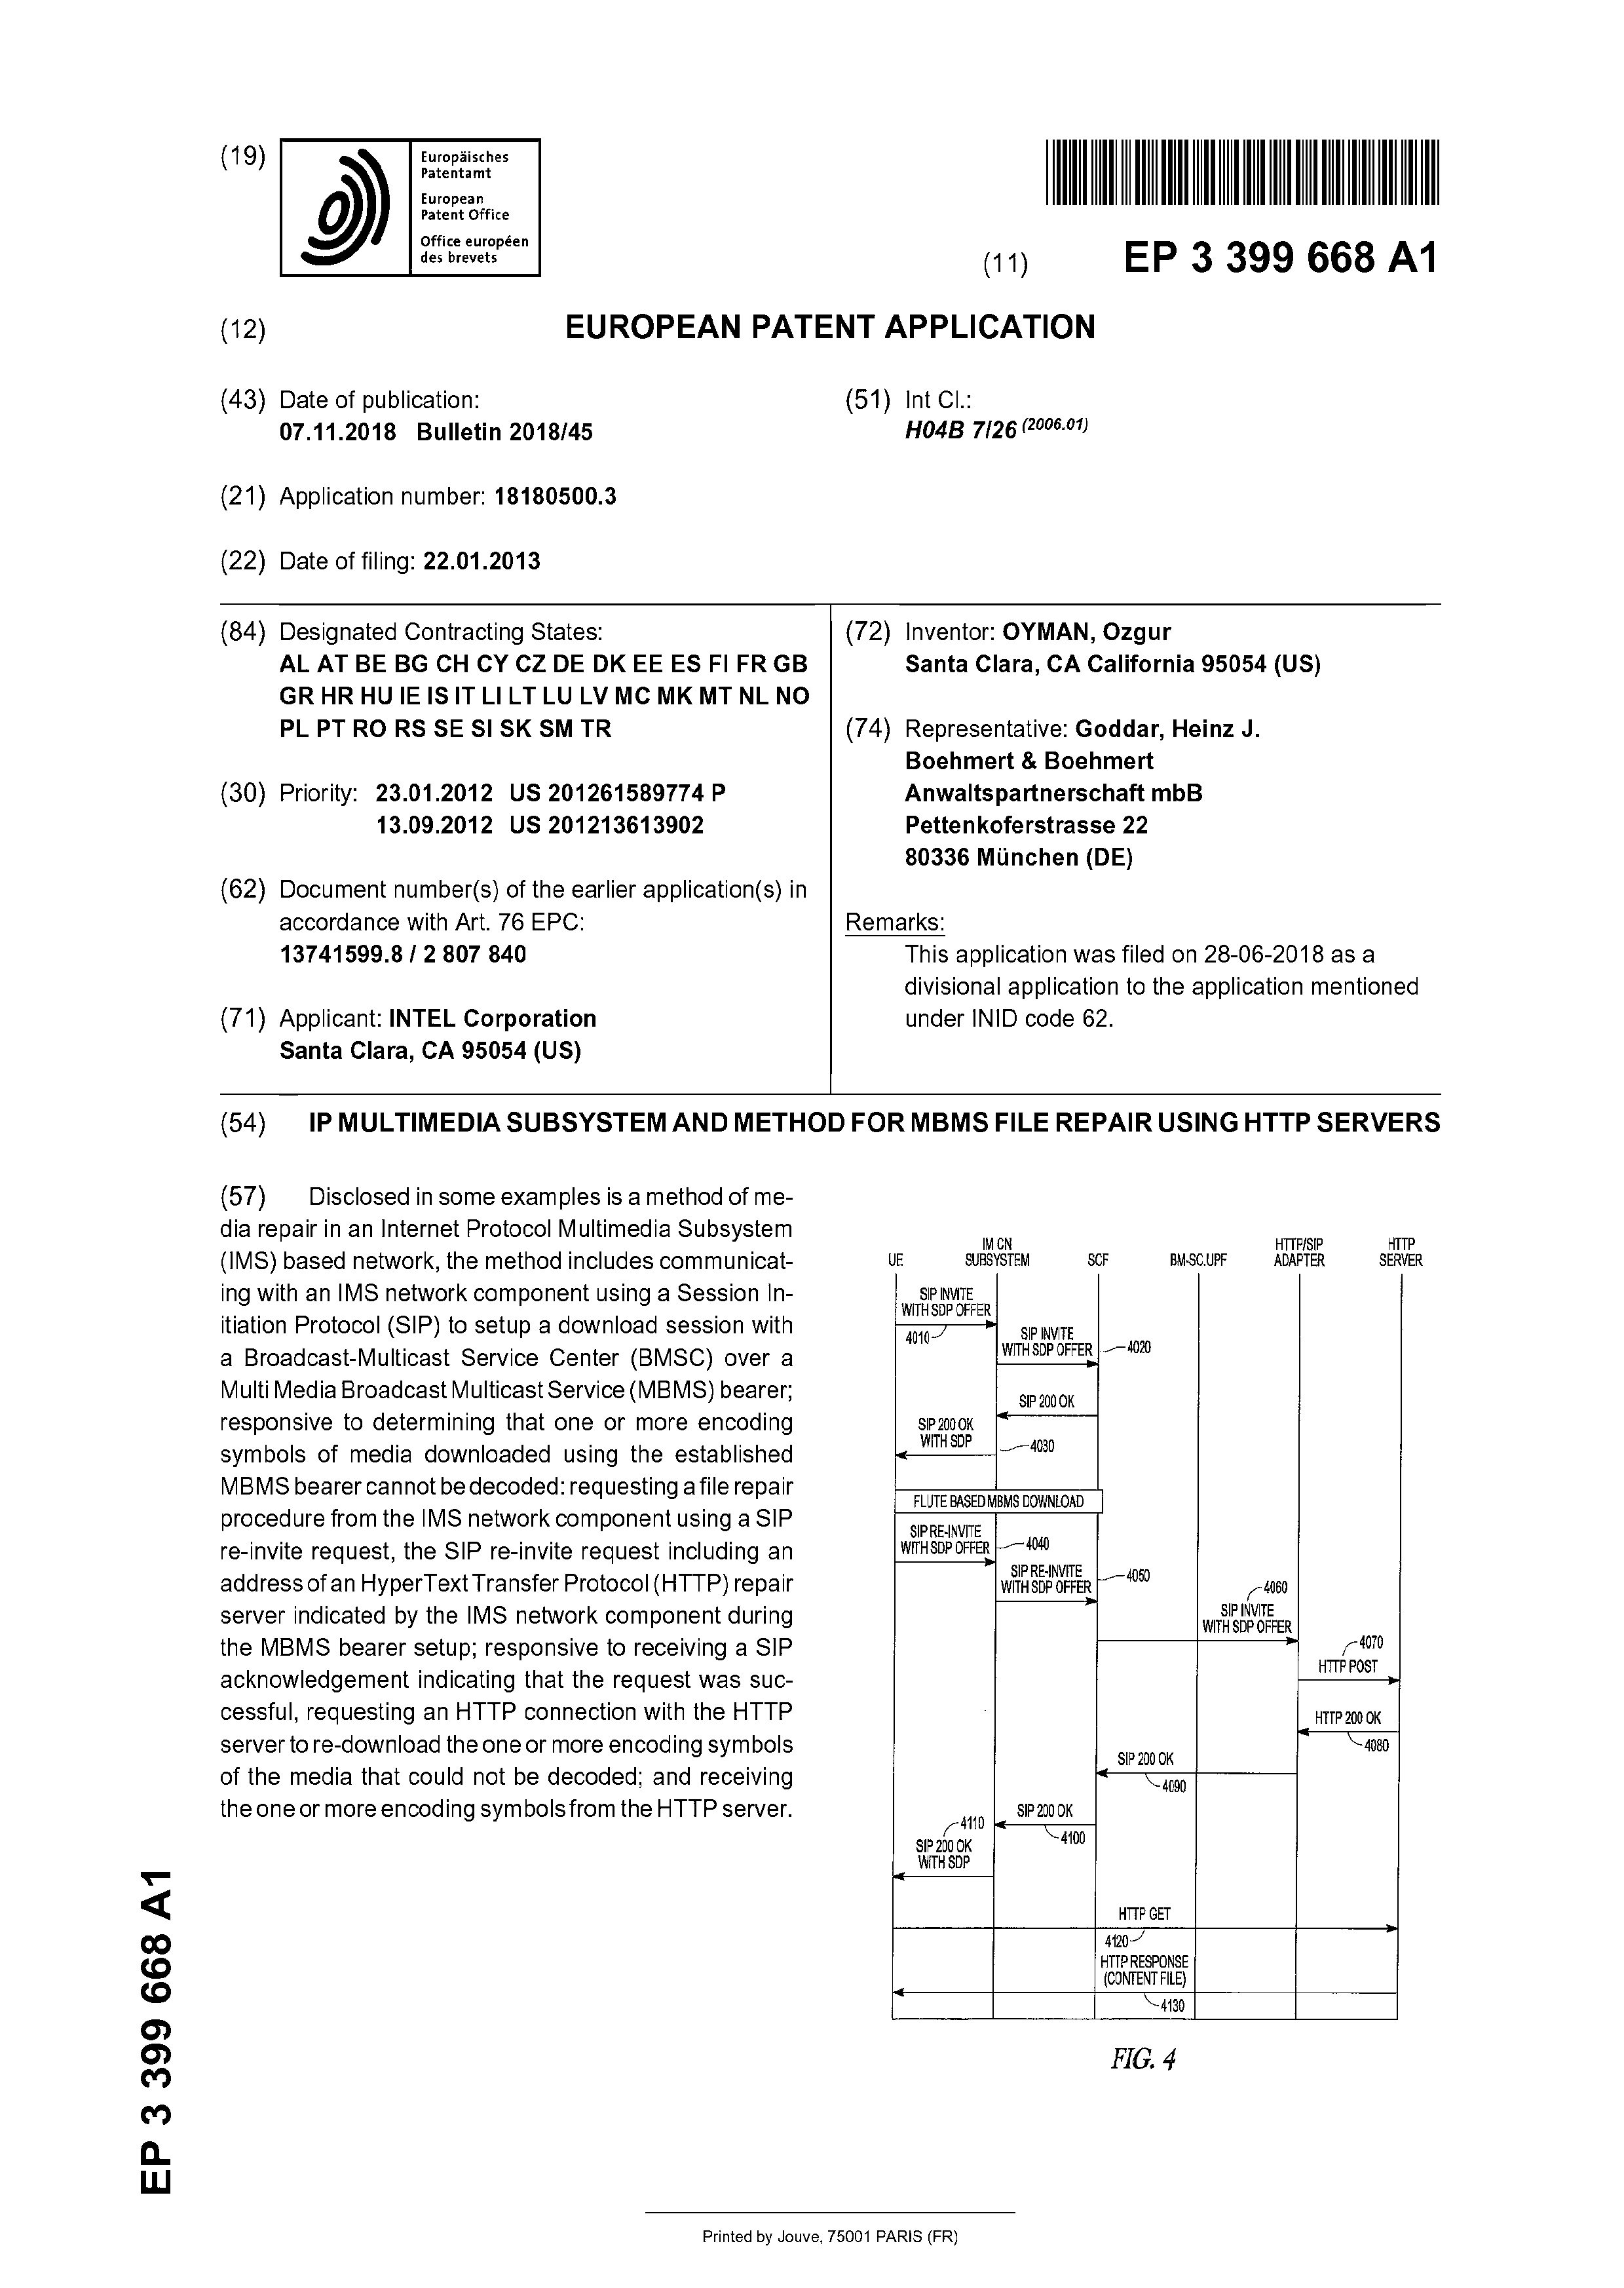 (19)
Europäisches
Patentamt
European
Patent Office
Office européen
des brevets
(11) EP 3 399 668 A1
(12) EUROPEAN PATENT APPLICATION
(43) Date of publication:
07.11.2018 Bulletin 2018/45
(51) Int Cl.:
H04B 7/26 (2006.01)
(21) Application number: 18180500.3
(22) Date of filing: 22.01.2013
(84) Designated Contracting States:
AL AT BE BG CH CY CZ DE DK EE ES FI FR GB
GR HR HU IE IS IT LI LT LU LV MC MK MT NL NO
PL PT RO RS SE SI SK SM TR
(30) Priority: 23.01.2012 US 201261589774 P
13.09.2012 US 201213613902
(62) Document number(s) of the earlier application(s) in
accordance with Art. 76 EPC:
13741599.8 / 2 807 840
(71) Applicant: INTEL Corporation
Santa Clara, CA 95054 (US)
(72) Inventor: OYMAN, Ozgur
Santa Clara, CA California 95054 (US)
(74) Representative: Goddar, Heinz J.
Boehmert & Boehmert
Anwaltspartnerschaft mbB
Pettenkoferstrasse 22
80336 München (DE)
Remarks:
This application was filed on 28-06-2018 as a
divisional application to the application mentioned
under INID code 62.
(54) IP MULTIMEDIA SUBSYSTEM AND METHOD FOR MBMS FILE REPAIR USING HTTP SERVERS
(57) Disclosed in some examples is a method of me-
dia repair in an Internet Protocol Multimedia Subsystem
(IMS) based network, the method includes communicat-
ing with an IMS network component using a Session In-
itiation Protocol (SIP) to setup a download session with
a Broadcast-Multicast Service Center (BMSC) over a
Multi Media Broadcast Multicast Service (MBMS) bearer;
responsive to determining that one or more encoding
symbols of media downloaded using the established
MBMS bearer cannot be decoded: requesting a file repair
procedure from the IMS network component using a SIP
re-invite request, the SIP re-invite request including an
address of an HyperText Transfer Protocol (HTTP) repair
server indicated by the IMS network component during
the MBMS bearer setup; responsive to receiving a SIP
acknowledgement indicating that the request was suc-
cessful, requesting an HTTP connection with the HTTP
server to re-download the one or more encoding symbols
of the media that could not be decoded; and receiving
the one or more encoding symbols from the HTTP server.
UE
IM CN
SUBSYSTEM
SCF
BM-SC.UPF
HTTP/SIP
ADAPTER
HTTP
SERVER
SIP INVITE
WITH SDP OFFER
4010
SIP INVITE
WITH SDP OFFER
4020
SIP 200 OK
SIP 200 OK
WITH SDP
4030
FLUTE BASED MBMS DOWNLOAD
SIP RE-INVITE
WITH SDP OFFER
4040
SIP RE-INVITE
WITH SDP OFFER
4050
4060
SIP INVITE
WITH SDP OFFER
4070
HTTP POST
HTTP 200 OK
4080
SIP 200 OK
4090
SIP 200 OK
4100
4110
SIP 200 OK
WITH SDP
HTTP GET
4120
HTTP RESPONSE
(CONTENT FILE)
4130
FIG. 4
EP 3 399 668 A1
Printed by Jouve, 75001 PARIS (FR)